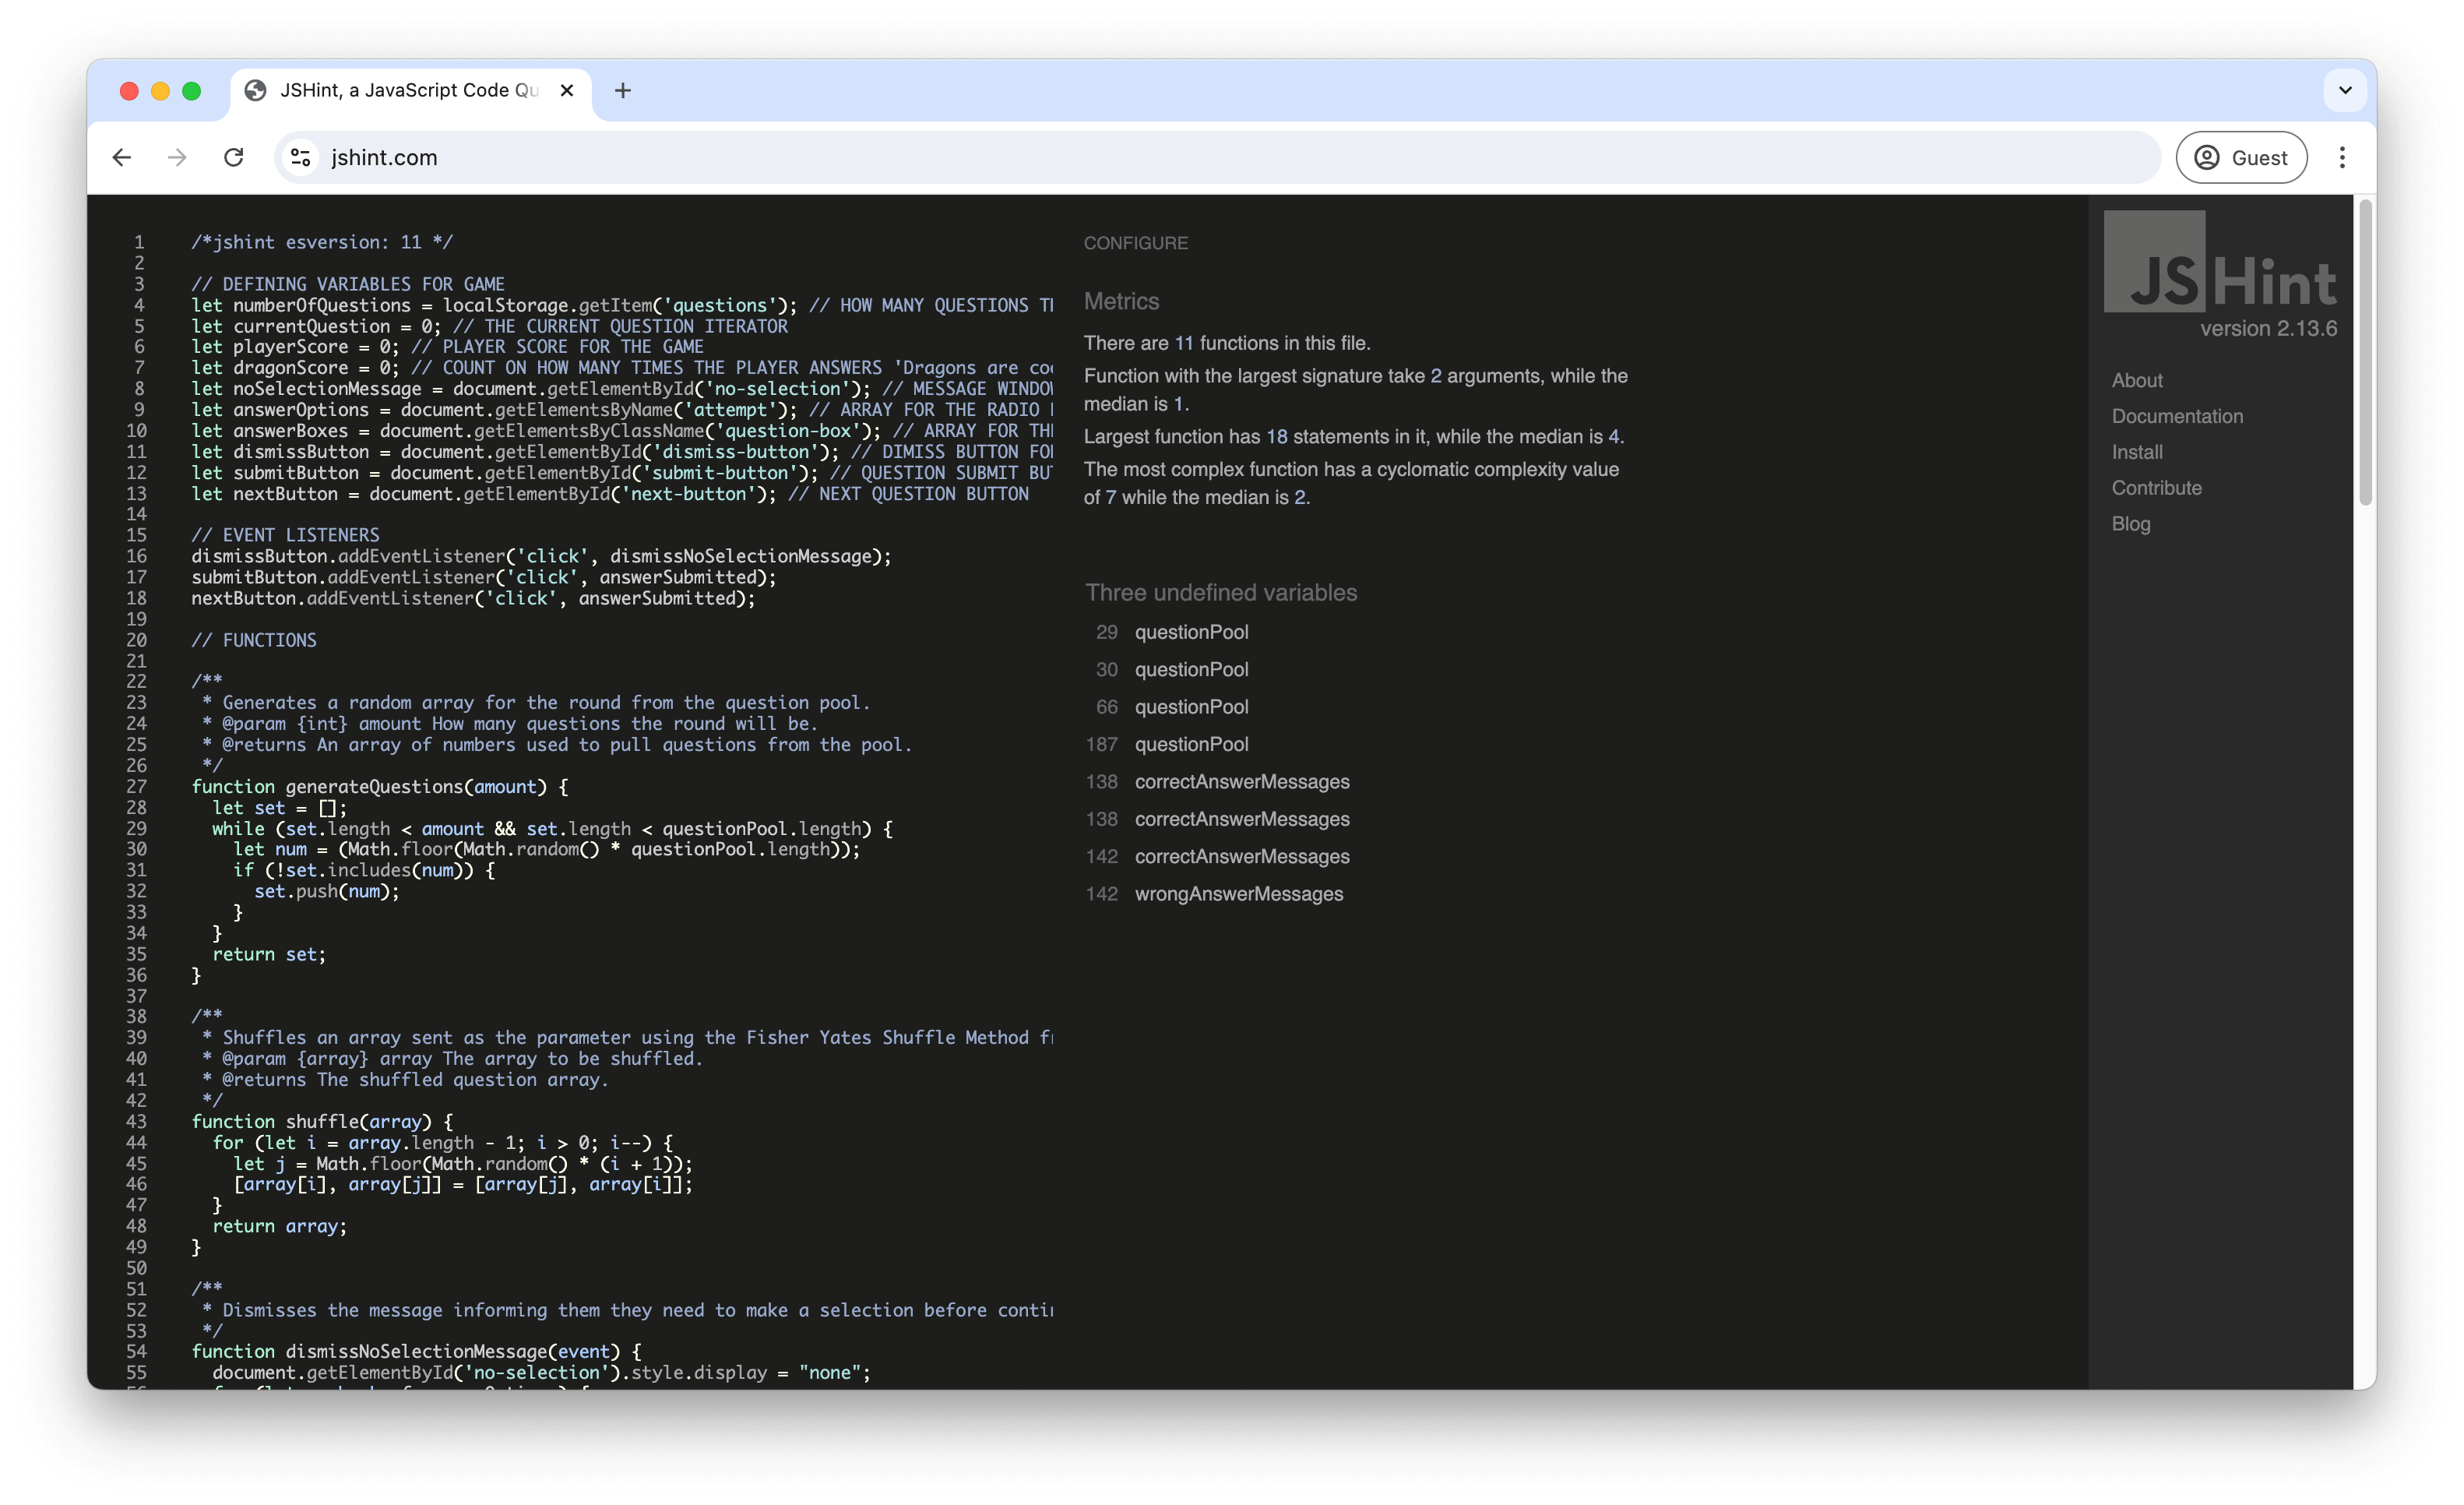 JSHint, a JavaScript Code Qu
jshint.com
Guest
1 /*jshint esversion: 11 */
2
3 // DEFINING VARIABLES FOR GAME
4 let numberOfQuestions = localStorage.getItem('questions'); // HOW MANY QUESTIONS
5 let currentQuestion = 0; // THE CURRENT QUESTION ITERATOR
6 let playerScore = 0; // PLAYER SCORE FOR THE GAME
7 let dragonScore = 0; // COUNT ON HOW MANY TIMES THE PLAYER ANSWERS 'Dragons are
8 let noSelectionMessage = document.getElementById('no-selection'); // MESSAGE
9 let answerOptions = document.getElementsByName('attempt'); // ARRAY FOR THE RADIO
10 let answerBoxes = document.getElementsByClassName('question-box'); // ARRAY FOR
11 let dismissButton = document.getElementById('dismiss-button'); // DIMISS BUTTON
12 let submitButton = document.getElementById('submit-button'); // QUESTION SUBMIT
13 let nextButton = document.getElementById('next-button'); // NEXT QUESTION BUTTON
14
15 // EVENT LISTENERS
16 dismissButton.addEventListener('click', dismissNoSelectionMessage);
17 submitButton.addEventListener('click', answerSubmitted);
18 nextButton.addEventListener('click', answerSubmitted);
19
20 // FUNCTIONS
21
22 /**
23 * Generates a random array for the round from the question pool.
24 * @param {int} amount How many questions the round will be.
25 * @returns An array of numbers used to pull questions from the pool.
26 */
27 function generateQuestions(amount) {
28 let set = [];
29 while (set.length < amount && set.length < questionPool.length) {
30 let num = (Math.floor(Math.random() * questionPool.length));
31 if (!set.includes(num)) {
32 set.push(num);
33 }
34 }
35 return set;
36 }
37
38 /**
39 * Shuffles an array sent as the parameter using the Fisher Yates Shuffle Method
40 * @param {array} array The array to be shuffled.
41 * @returns The shuffled question array.
42 */
43 function shuffle(array) {
44 for (let i = array.length - 1; i > 0; i--) {
45 let j = Math.floor(Math.random() * (i + 1));
46 [array[i], array[j]] = [array[j], array[i]];
47 }
48 return array;
49 }
50
51 /**
52 * Dismisses the message informing them they need to make a selection before
53 */
54 function dismissNoSelectionMessage(event) {
55 document.getElementById('no-selection').style.display = "none";
CONFIGURE
Metrics
There are 11 functions in this file.
Function with the largest signature take 2 arguments, while the
median is 1.
Largest function has 18 statements in it, while the median is 4.
The most complex function has a cyclomatic complexity value
of 7 while the median is 2.
Three undefined variables
29 questionPool
30 questionPool
66 questionPool
187 questionPool
138 correctAnswerMessages
138 correctAnswerMessages
142 correctAnswerMessages
142 wrongAnswerMessages
JSHint
version 2.13.6
About
Documentation
Install
Contribute
Blog